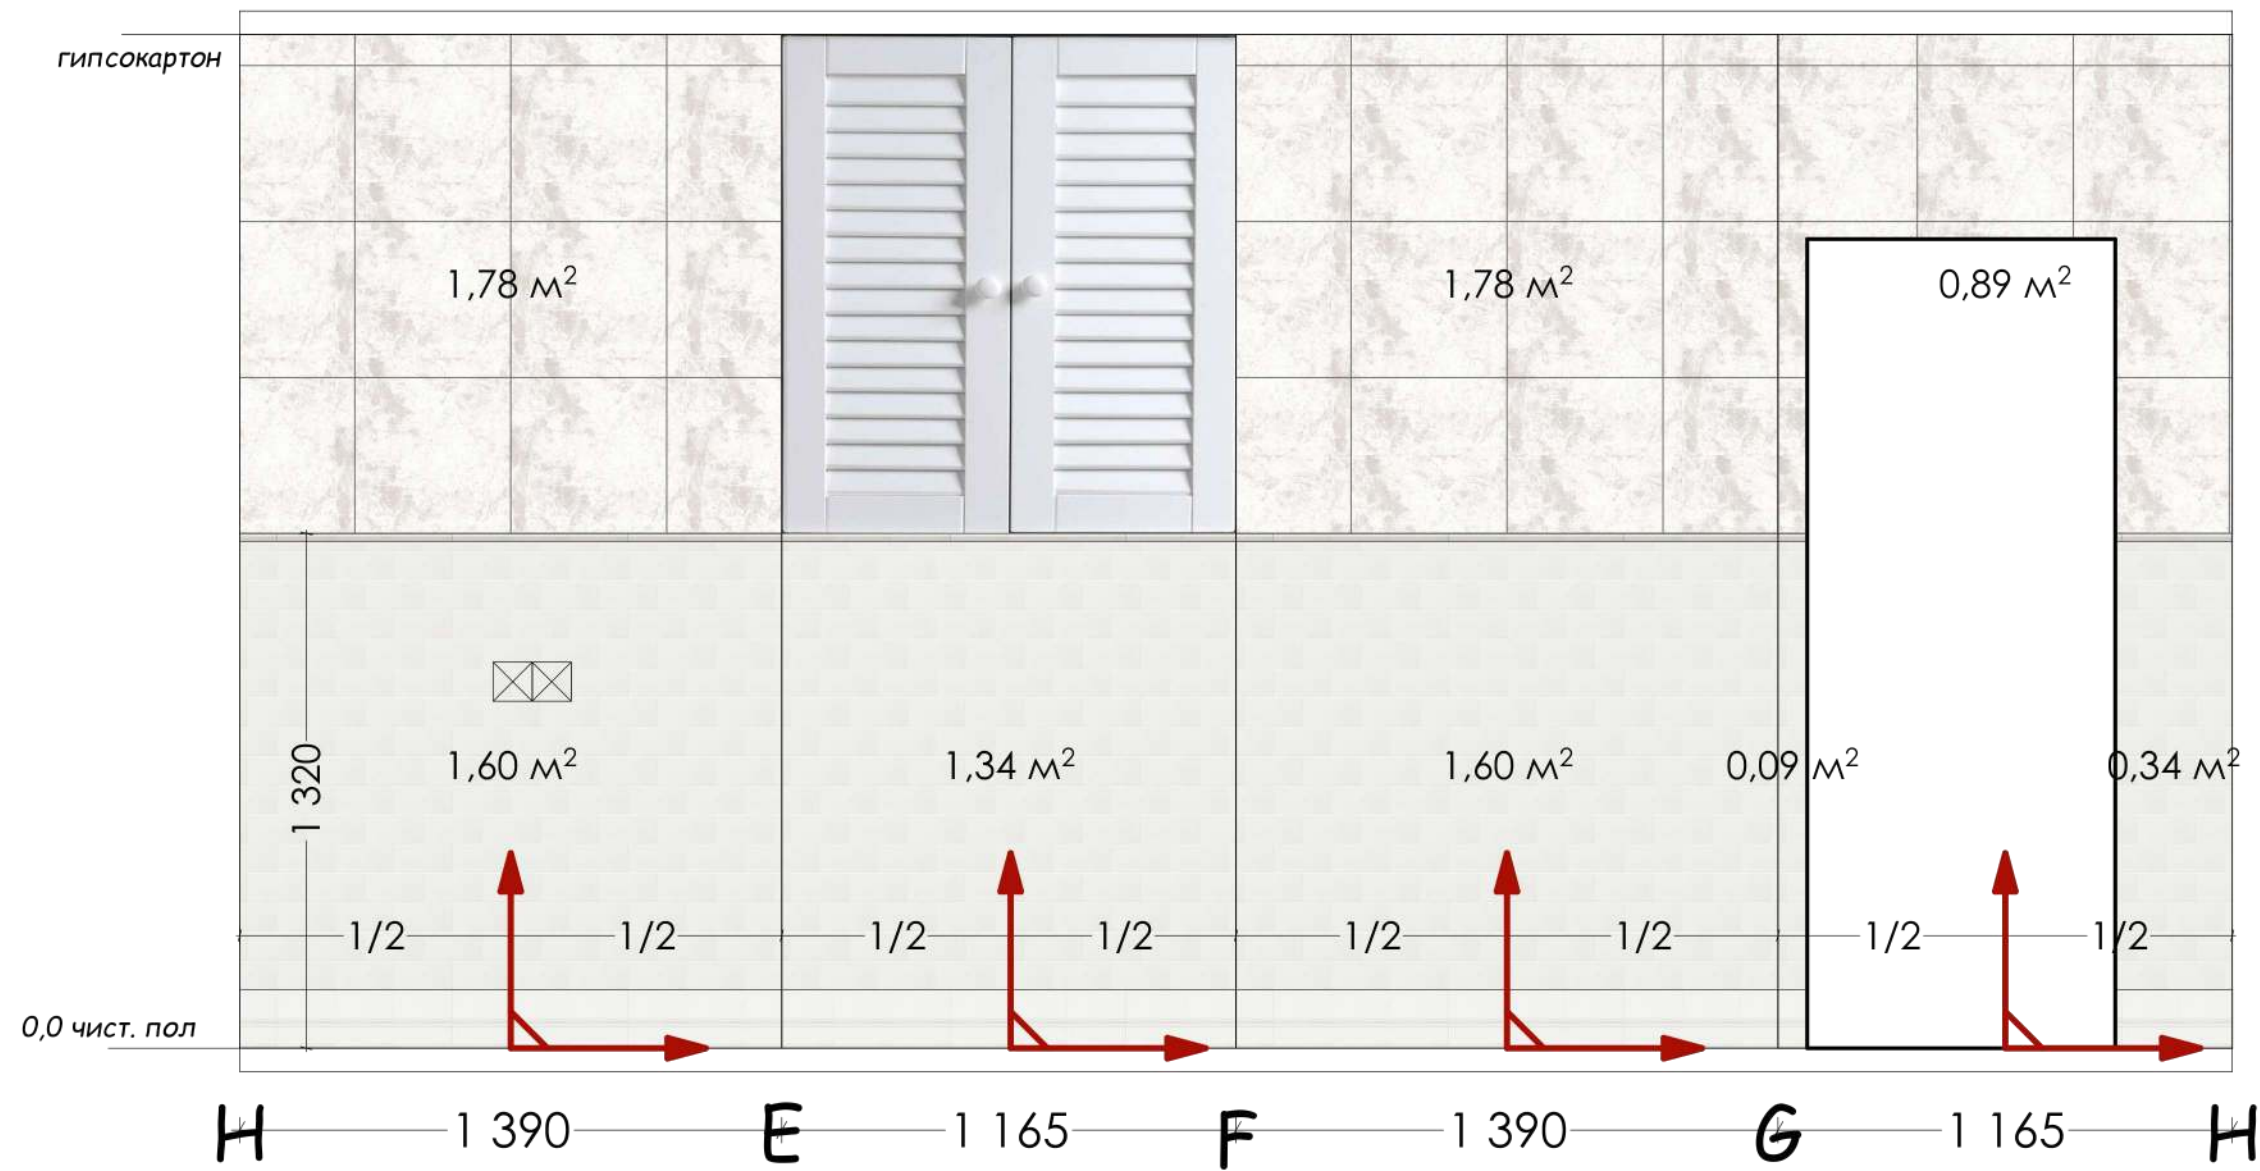 гипсокартон
1,78 м²
1,78 м²
0,89 м²
1 320
1,60 м²
1,34 м²
1,60 м²
0,09 м²
0,34 м²
1/2 1/2 1/2 1/2 1/2 1/2 1/2 1/2
0,0 чист. пол
H 1 390 E 1 165 F 1 390 G 1 165 H